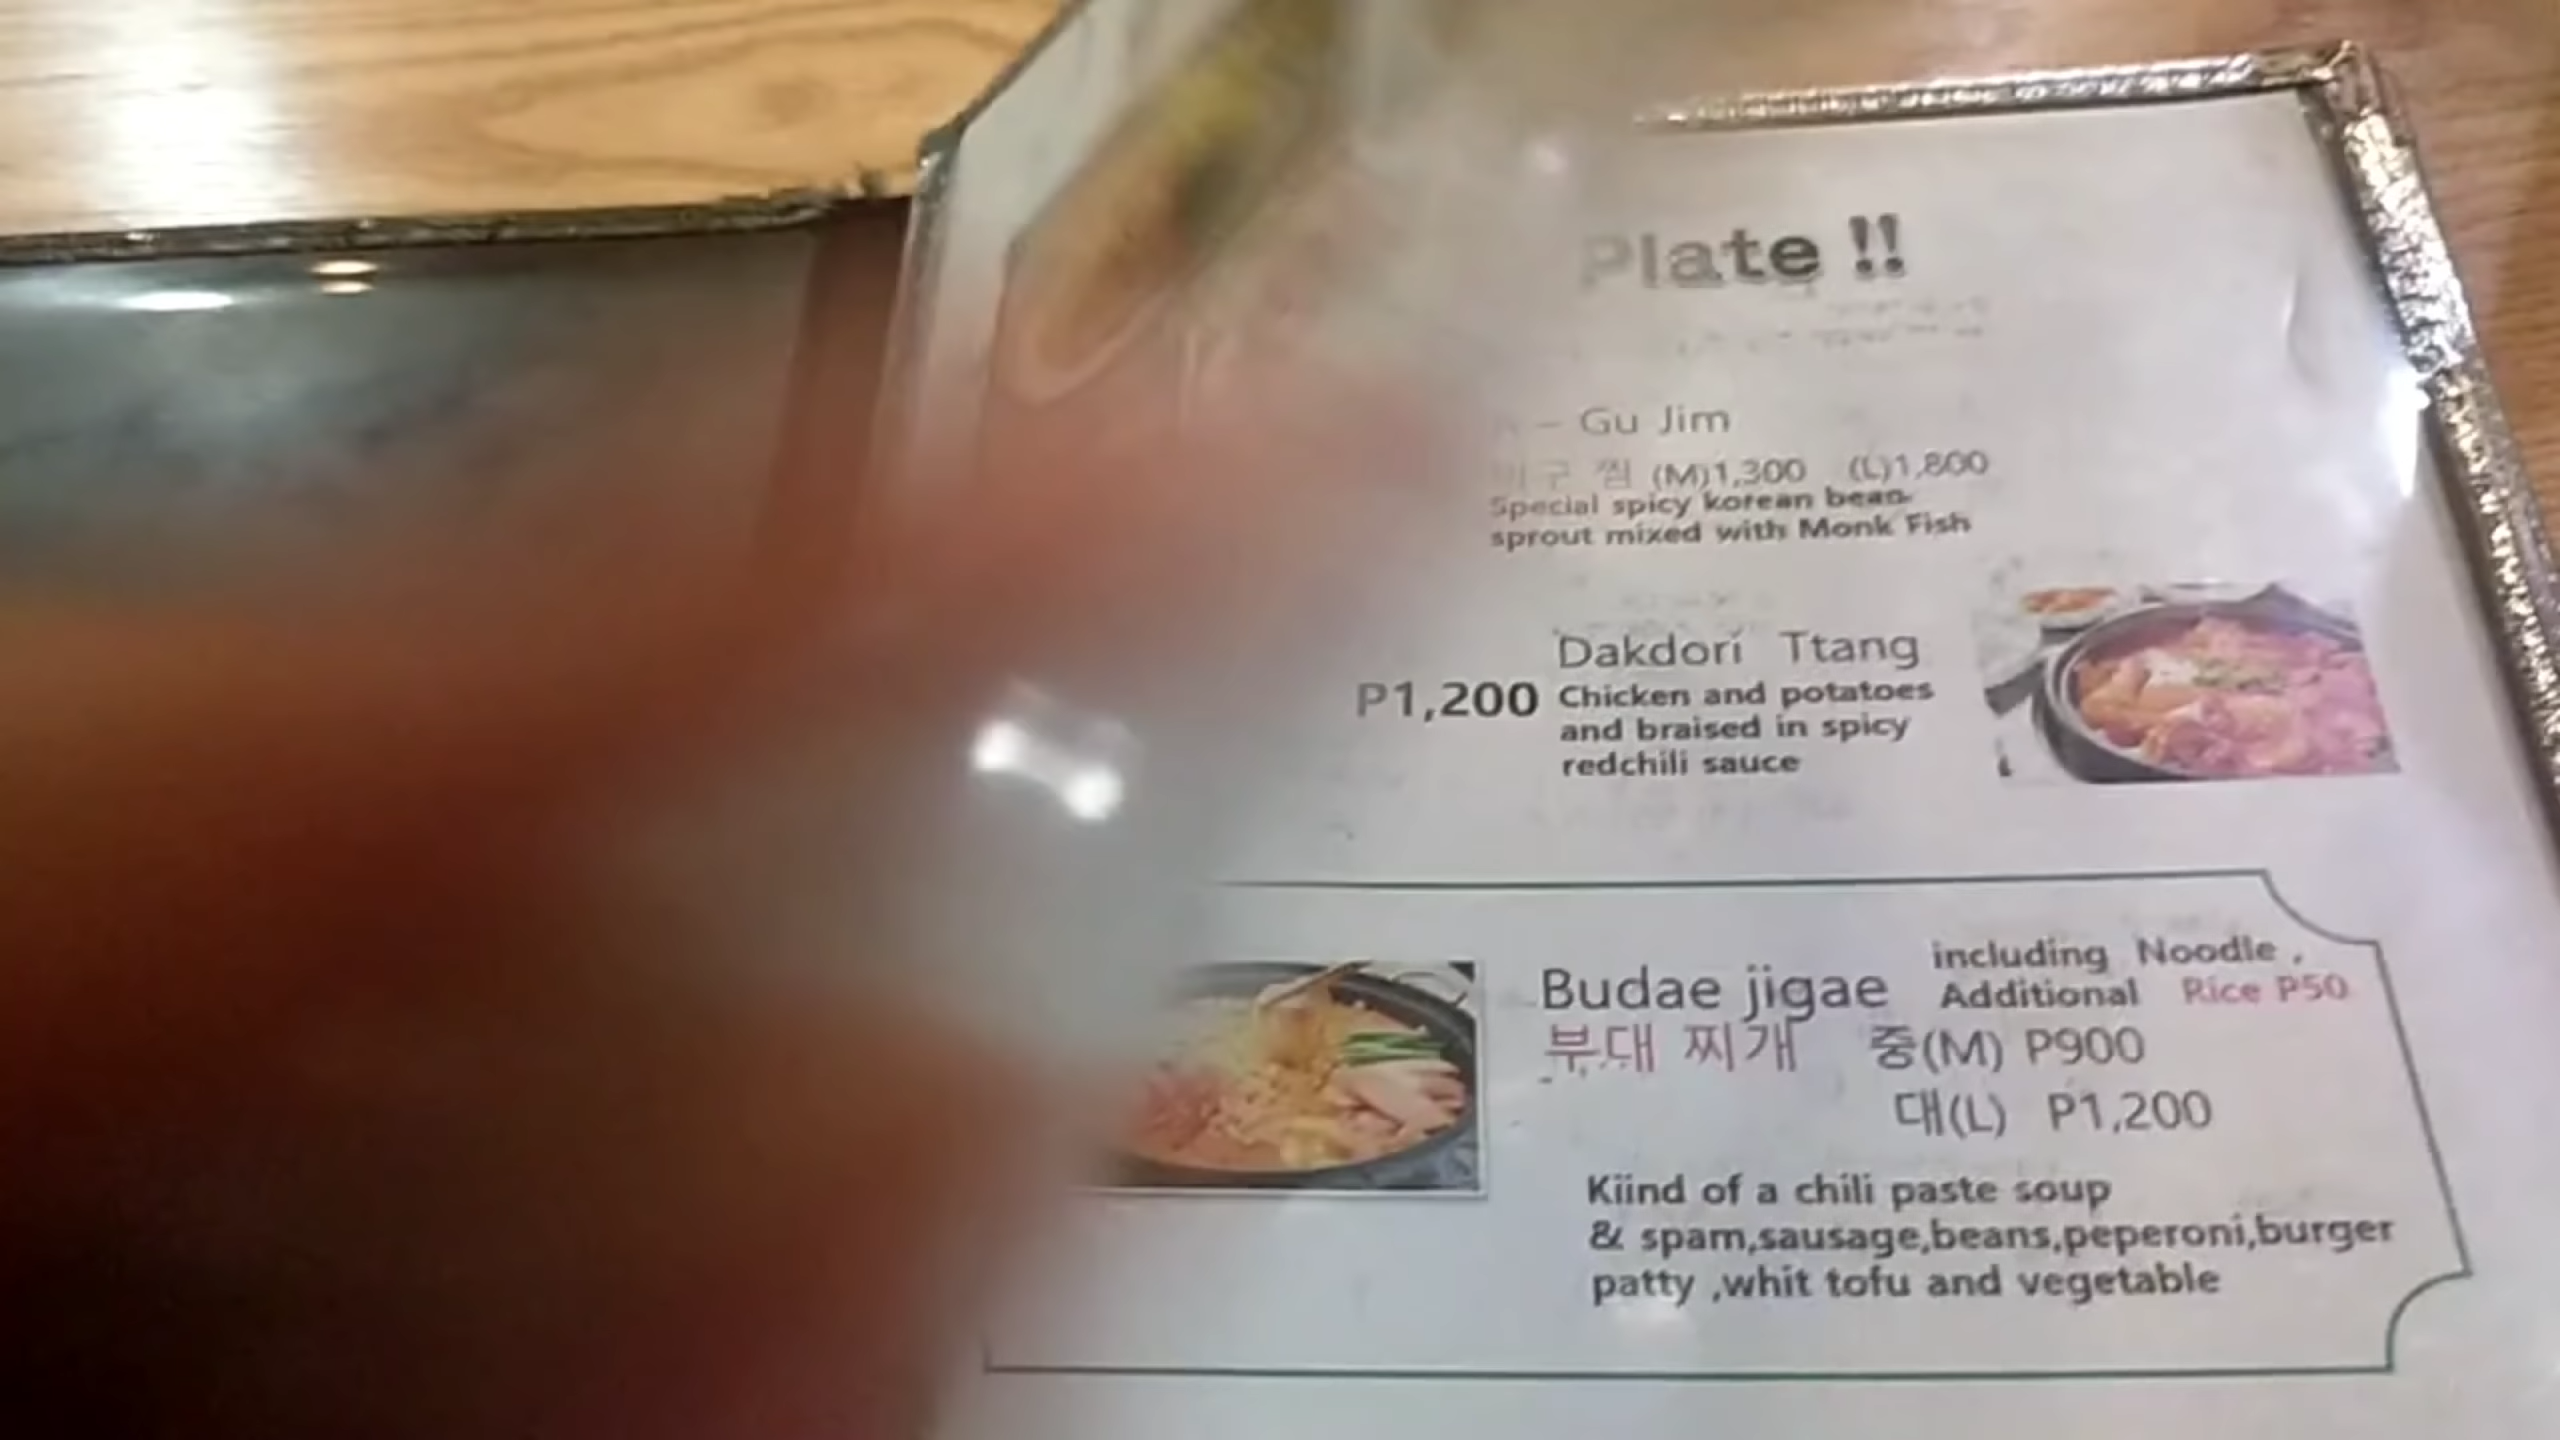 Plate !!
– Gu Jim
구 찜 (M)1,300 (L)1,800
Special spicy korean bean
sprout mixed with Monk Fish
Dakdori Ttang
P1,200 Chicken and potatoes
and braised in spicy
redchili sauce
including Noodle ,
Budae jigae Additional Rice P50
부대 찌개 중(M) P900
대(L) P1,200
Kiind of a chili paste soup
& spam,sausage,beans,peperoni,burger
patty ,whit tofu and vegetable